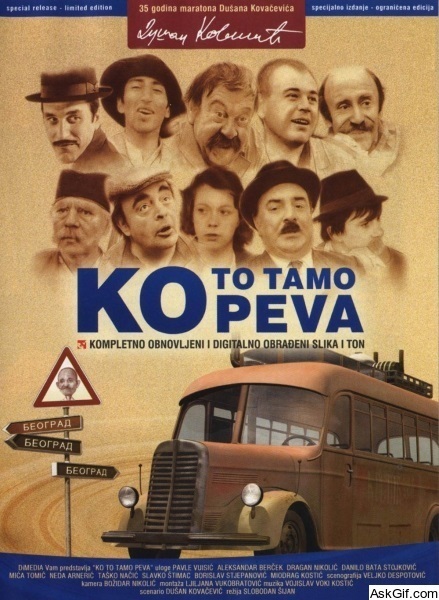 special release - limited edition
35 godina maratona Dušana Kovačevića
specijalno izdanje - ograničena edicija
KO TO TAMO
PEVA
KOMPLETNO OBNOVLJENI I DIGITALNO OBRAĐENI SLIKA I TON
БЕОГРАД
БЕОГРАД
БЕОГРАД
DiMEDIA Vam predstavlja "KO TO TAMO PEVA" uloge PAVLE VUISIĆ ALEKSANDAR BERČEK DRAGAN NIKOLIĆ DANILO BATA STOJKOVIĆ
MIĆA TOMIĆ NEDA ARNERIĆ TAŠKO NAČIĆ SLAVKO ŠTIMAC BORISLAV STJEPANOVIĆ MIODRAG KOSTIĆ scenografija VELJKO DESPOTOVIĆ
kamera BOŽIDAR NIKOLIĆ montaža LJILJANA VUKOBRATOVIĆ muzika VOJISLAV VOKI KOSTIĆ
scenario DUŠAN KOVAČEVIĆ režija SLOBODAN ŠIJAN
AskGif.com